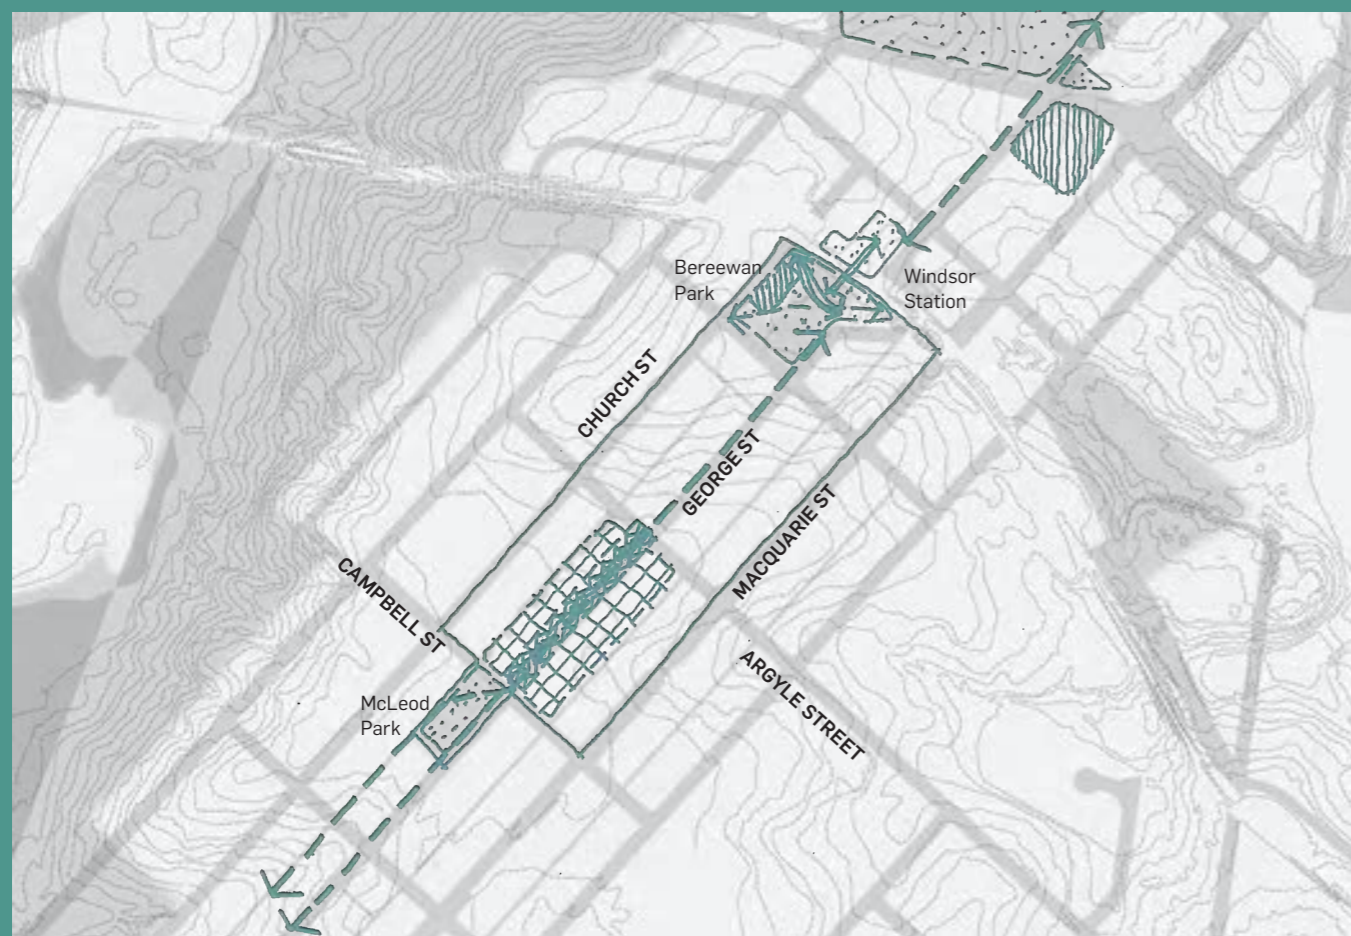 Bereewan
Park
Windsor
Station
CHURCH ST
GEORGE ST
MACQUARIE ST
CAMPBELL ST
ARGYLE STREET
McLeod
Park